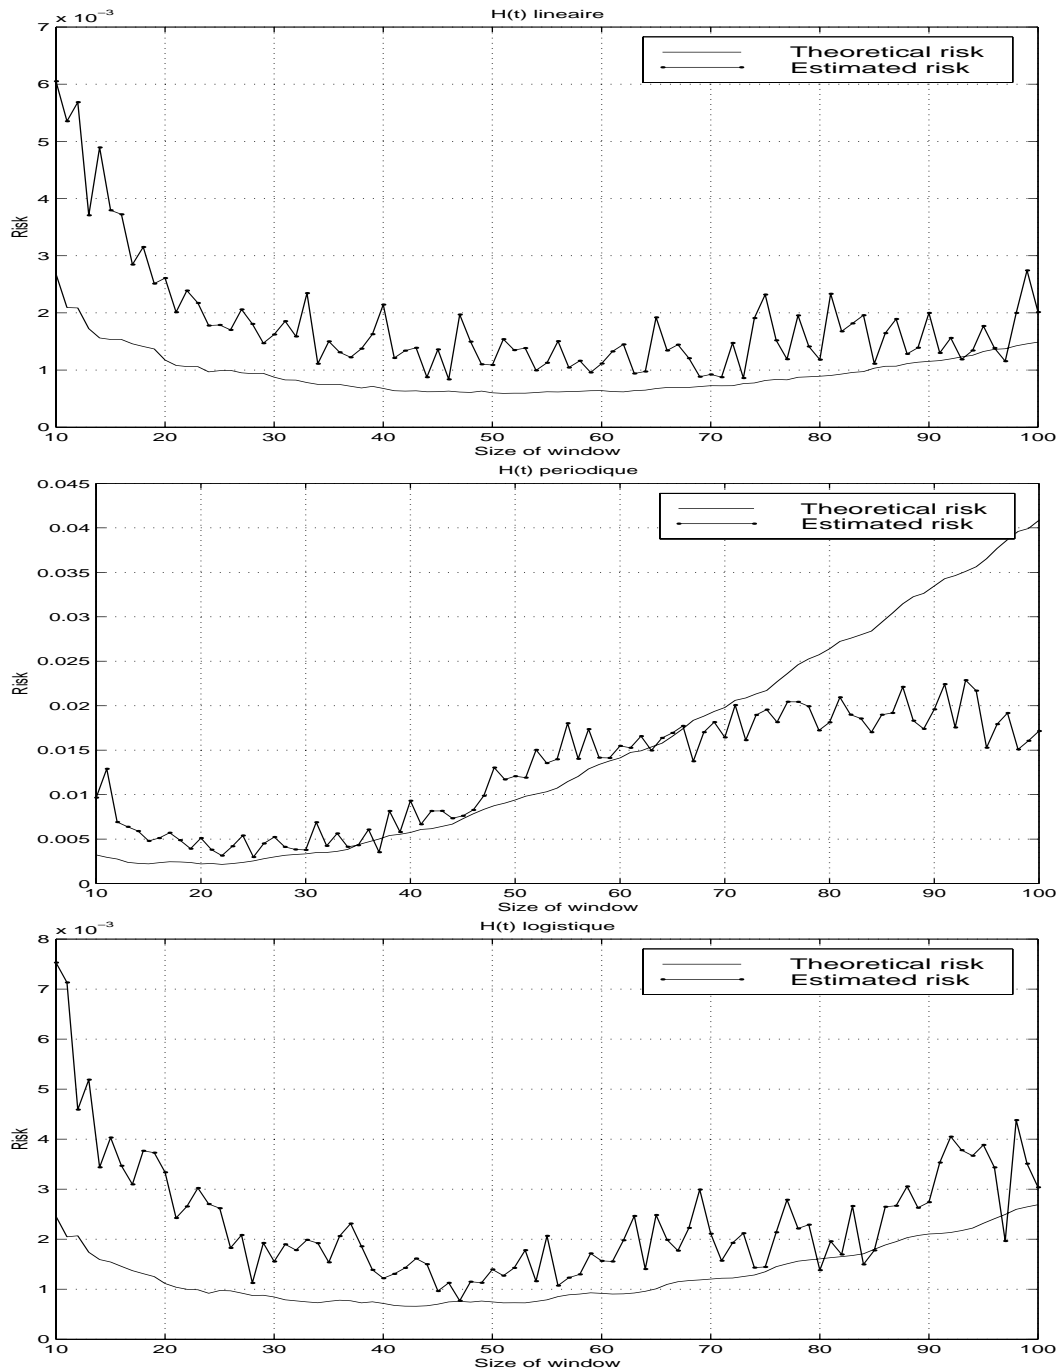 H(t) lineaire
x 10⁻³
7
6
5
4
3
2
1
0
Risk
Theoretical risk
Estimated risk
10 20 30 40 50 60 70 80 90 100
Size of window
H(t) periodique
0.045
0.04
0.035
0.03
0.025
0.02
0.015
0.01
0.005
0
Risk
Theoretical risk
Estimated risk
10 20 30 40 50 60 70 80 90 100
Size of window
H(t) logistique
x 10⁻³
8
7
6
5
4
3
2
1
0
Risk
Theoretical risk
Estimated risk
10 20 30 40 50 60 70 80 90 100
Size of window